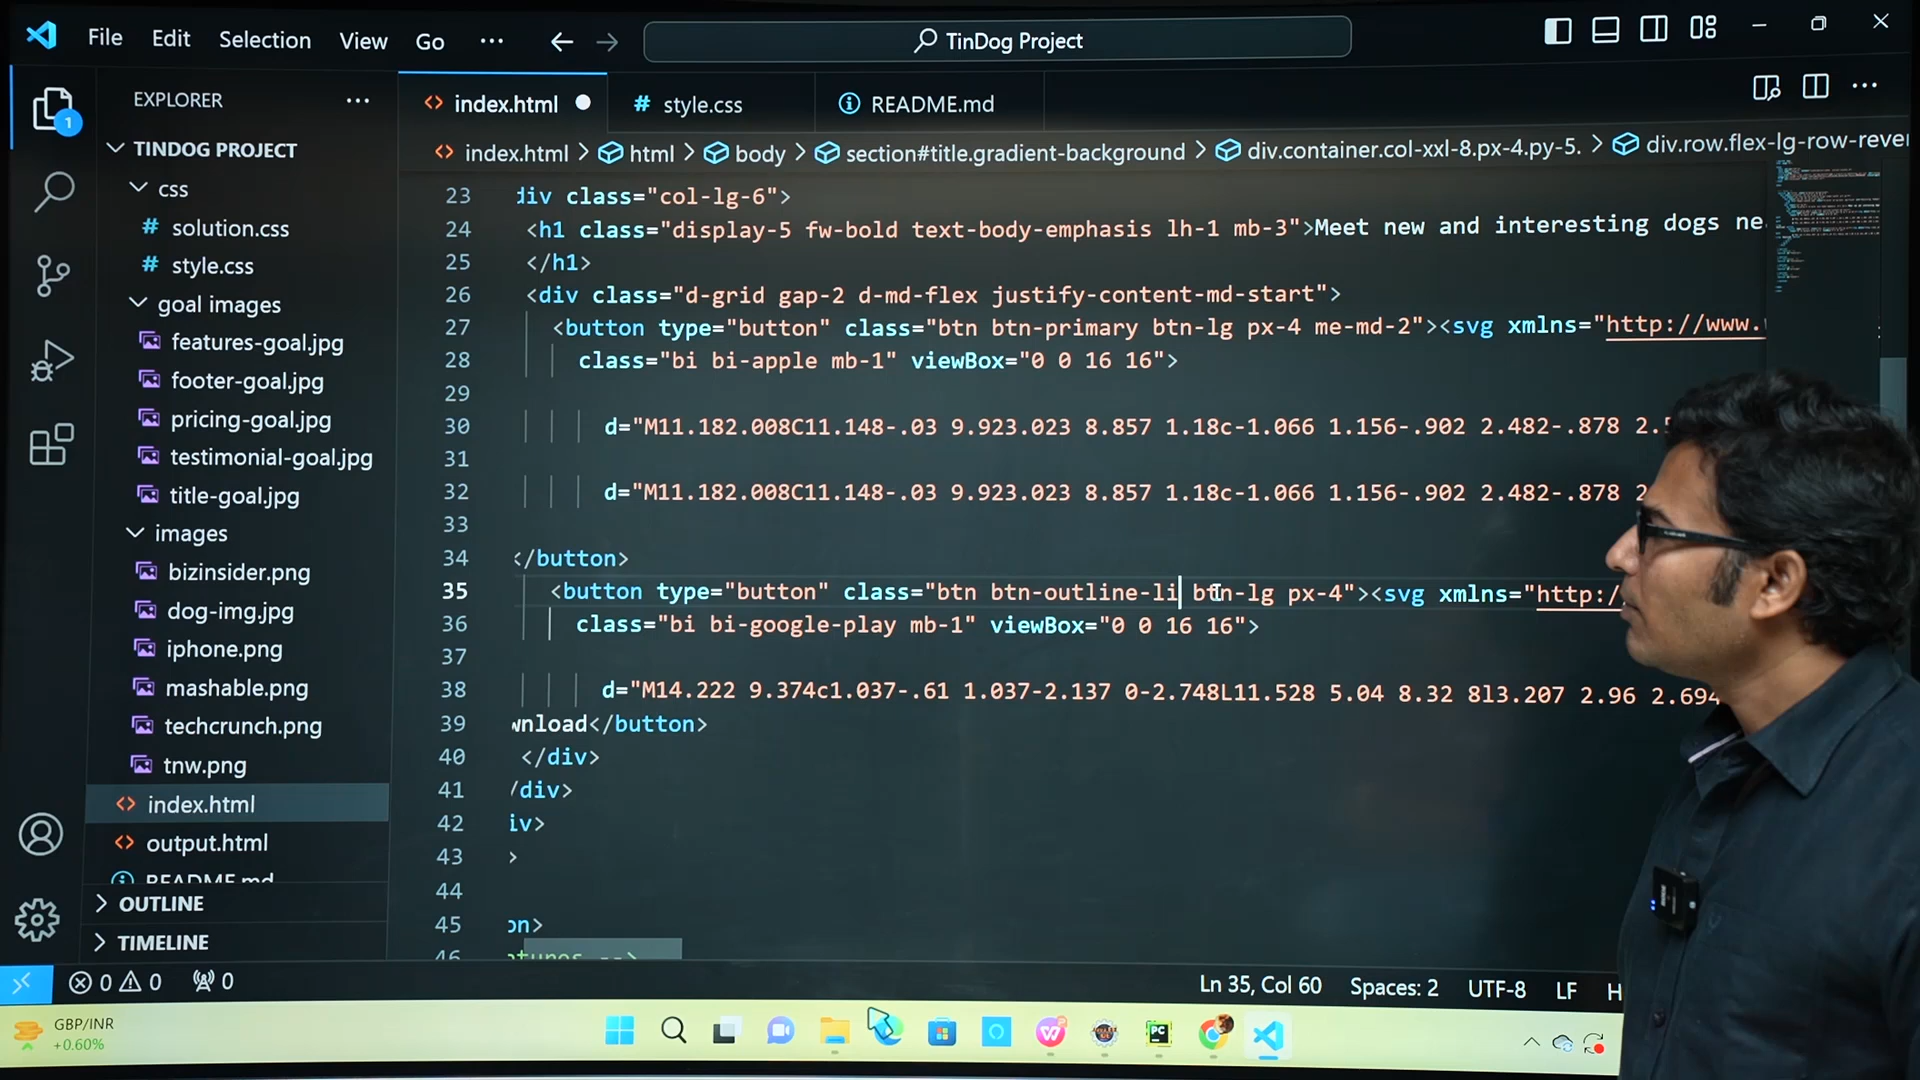 File Edit Selection View Go ··· TinDog Project
EXPLORER ···
1
TINDOG PROJECT
css
# solution.css
# style.css
goal images
features-goal.jpg
footer-goal.jpg
pricing-goal.jpg
testimonial-goal.jpg
title-goal.jpg
images
bizinsider.png
dog-img.jpg
iphone.png
mashable.png
techcrunch.png
tnw.png
<> index.html
<> output.html
README.md
OUTLINE
TIMELINE
<> index.html # style.css README.md
<> index.html > html > body > section#title.gradient-background > div.container.col-xxl-8.px-4.py-5. > div.row.flex-lg-row-rever
23 div class="col-lg-6">
24 <h1 class="display-5 fw-bold text-body-emphasis lh-1 mb-3">Meet new and interesting dogs ne
25 </h1>
26 <div class="d-grid gap-2 d-md-flex justify-content-md-start">
27 <button type="button" class="btn btn-primary btn-lg px-4 me-md-2"><svg xmlns="http://www.
28 class="bi bi-apple mb-1" viewBox="0 0 16 16">
29
30 d="M11.182.008C11.148-.03 9.923.023 8.857 1.18c-1.066 1.156-.902 2.482-.878 2.5
31
32 d="M11.182.008C11.148-.03 9.923.023 8.857 1.18c-1.066 1.156-.902 2.482-.878 2
33
34 </button>
35 <button type="button" class="btn btn-outline-li btn-lg px-4"><svg xmlns="http:/
36 class="bi bi-google-play mb-1" viewBox="0 0 16 16">
37
38 d="M14.222 9.374c1.037-.61 1.037-2.137 0-2.748L11.528 5.04 8.32 8l3.207 2.96 2.694
39 wnload</button>
40 </div>
41 /div>
42 iv>
43 >
44
45 on>
46 atures -->
0 0 0
Ln 35, Col 60 Spaces: 2 UTF-8 LF H
GBP/INR
+0.60%